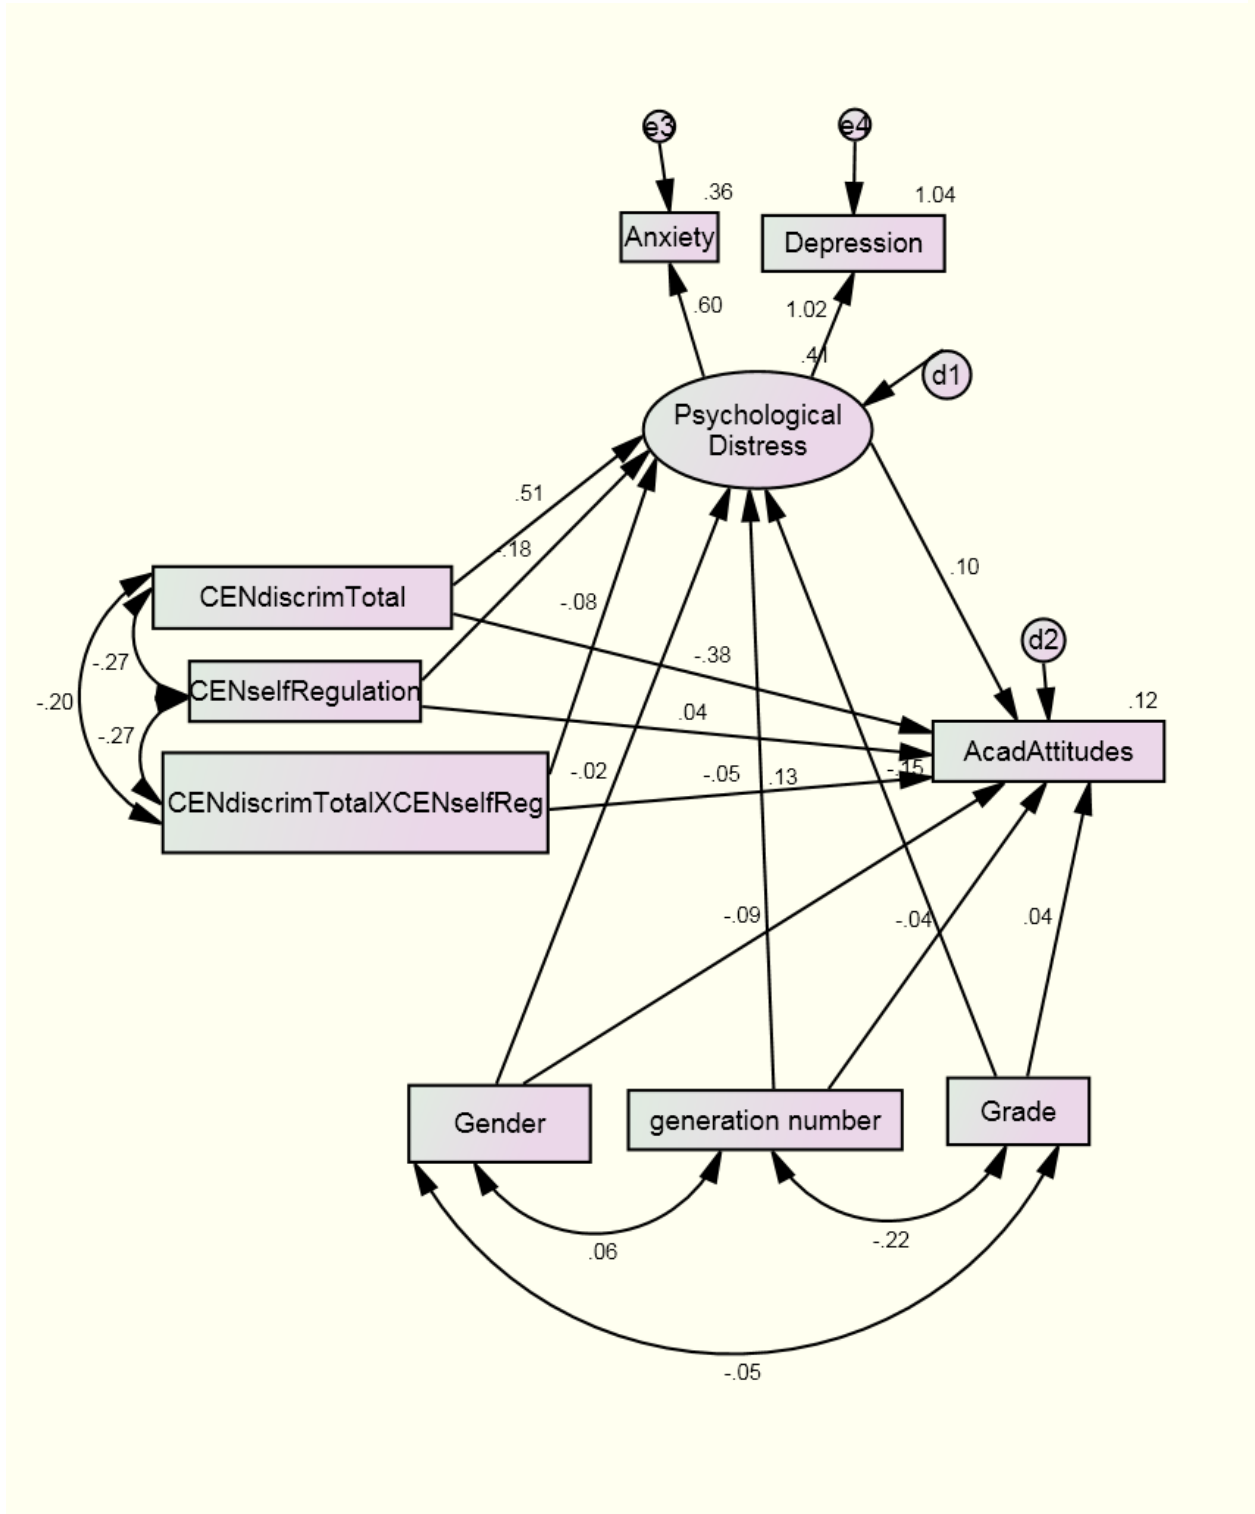 e3
e4
.36
1.04
Anxiety
Depression
.60
1.02
.41
d1
Psychological
Distress
.51
-.18
.10
CENdiscrimTotal
-.08
d2
-.38
-.27
CENselfRegulation
-.20
.04
.12
-.27
AcadAttitudes
-.02
-.05
.13
-.15
CENdiscrimTotalXCENselfReg
-.09
-.04
.04
Gender
generation number
Grade
.06
-.22
-.05